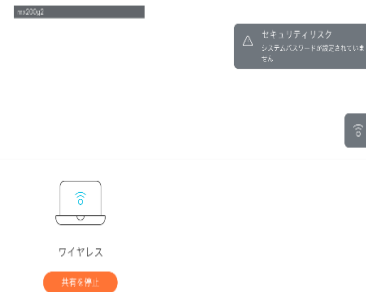 mx200g2
セキュリティリスク
システムパスワードが設定されていま
せん
ワイヤレス
共有を停止